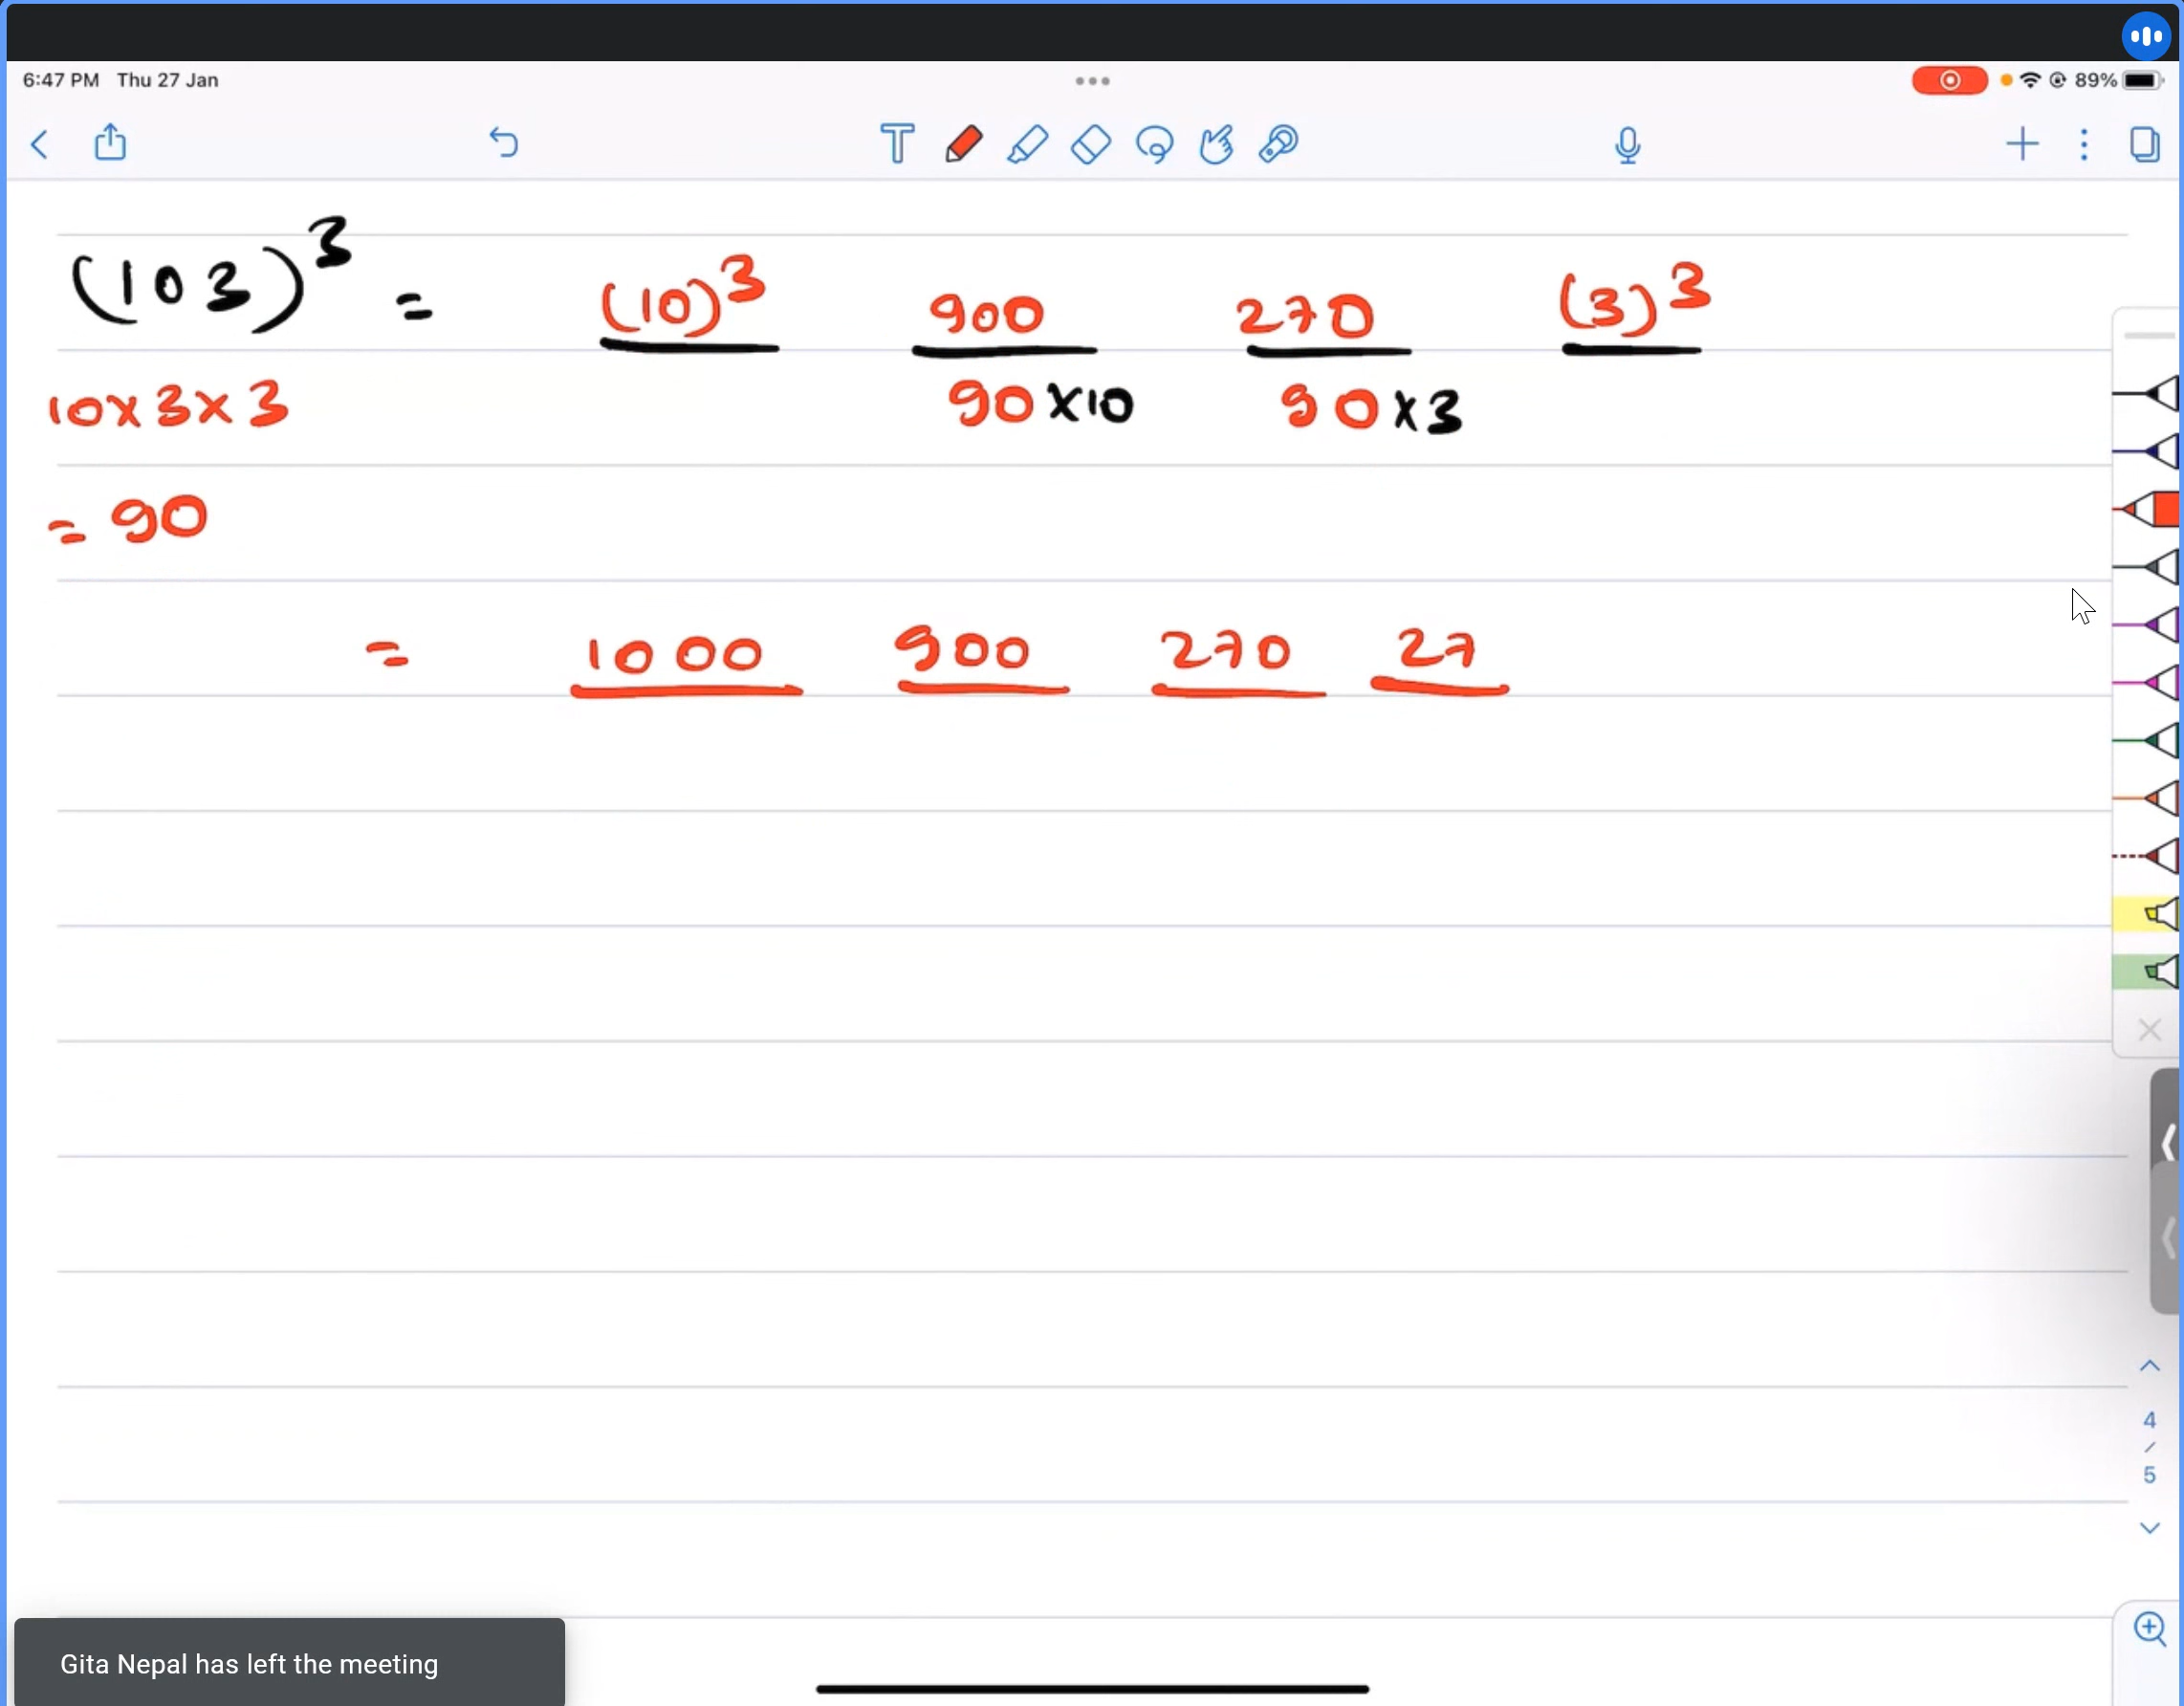 6:47 PM Thu 27 Jan 89%
(103)³ = (10)³ 900 270 (3)³
10×3×3 90×10 90×3
= 90
= 1000 900 270 27
4
/
5
Gita Nepal has left the meeting